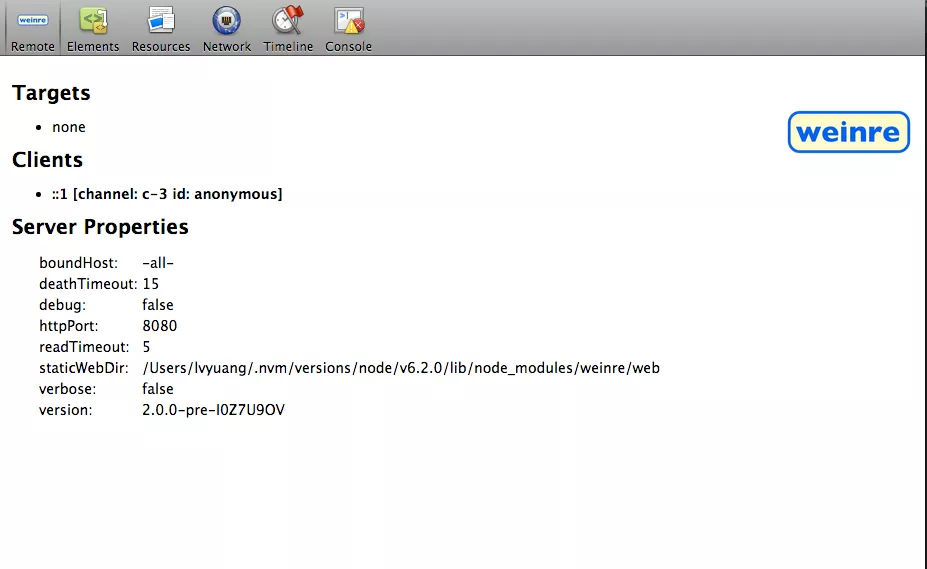 weinre
Remote Elements Resources Network Timeline Console
Targets
none
weinre
Clients
::1 [channel: c-3 id: anonymous]
Server Properties
boundHost: -all-
deathTimeout: 15
debug: false
httpPort: 8080
readTimeout: 5
staticWebDir: /Users/lvyuang/.nvm/versions/node/v6.2.0/lib/node_modules/weinre/web
verbose: false
version: 2.0.0-pre-I0Z7U9OV